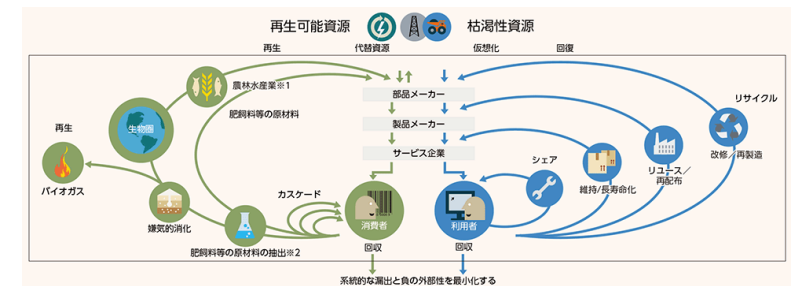 再生可能資源
枯渇性資源
再生
代替資源
仮想化
回復
農林水産業※1
部品メーカー
リサイクル
肥飼料等の原材料
製品メーカー
生物圏
再生
サービス企業
改修／再製造
シェア
リユース／
再配布
維持/長寿命化
バイオガス
カスケード
消費者
利用者
嫌気的消化
回収
回収
肥飼料等の原材料の抽出※2
系統的な漏出と負の外部性を最小化する